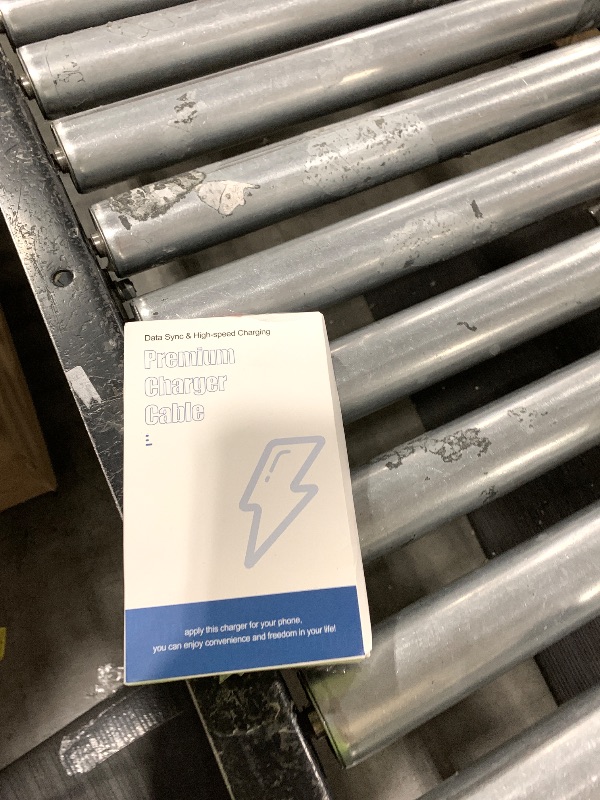 Data Sync & High-speed Charging
Premium
Charger
Cable
apply this charger for your phone,
you can enjoy convenience and freedom in your life!